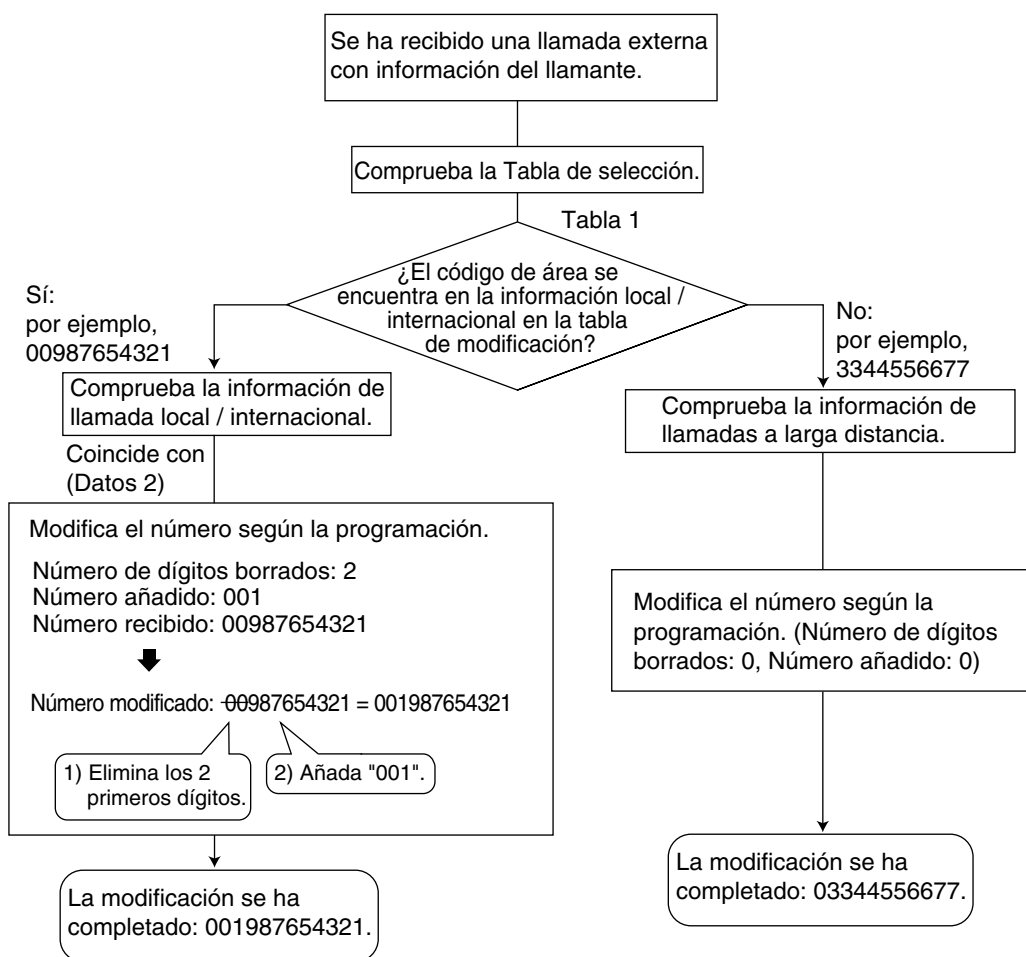 Se ha recibido una llamada externa
con información del llamante.
Comprueba la Tabla de selección.
Tabla 1
¿El código de área se
encuentra en la información local /
internacional en la tabla
de modificación?
Sí:
por ejemplo,
00987654321
No:
por ejemplo,
3344556677
Comprueba la información de
llamada local / internacional.
Comprueba la información de
llamadas a larga distancia.
Coincide con
(Datos 2)
Modifica el número según la programación.
Número de dígitos borrados: 2
Número añadido: 001
Número recibido: 00987654321
Número modificado: 00987654321 = 001987654321
1) Elimina los 2
primeros dígitos.
2) Añada "001".
Modifica el número según la
programación. (Número de dígitos
borrados: 0, Número añadido: 0)
La modificación se ha
completado: 001987654321.
La modificación se ha
completado: 03344556677.